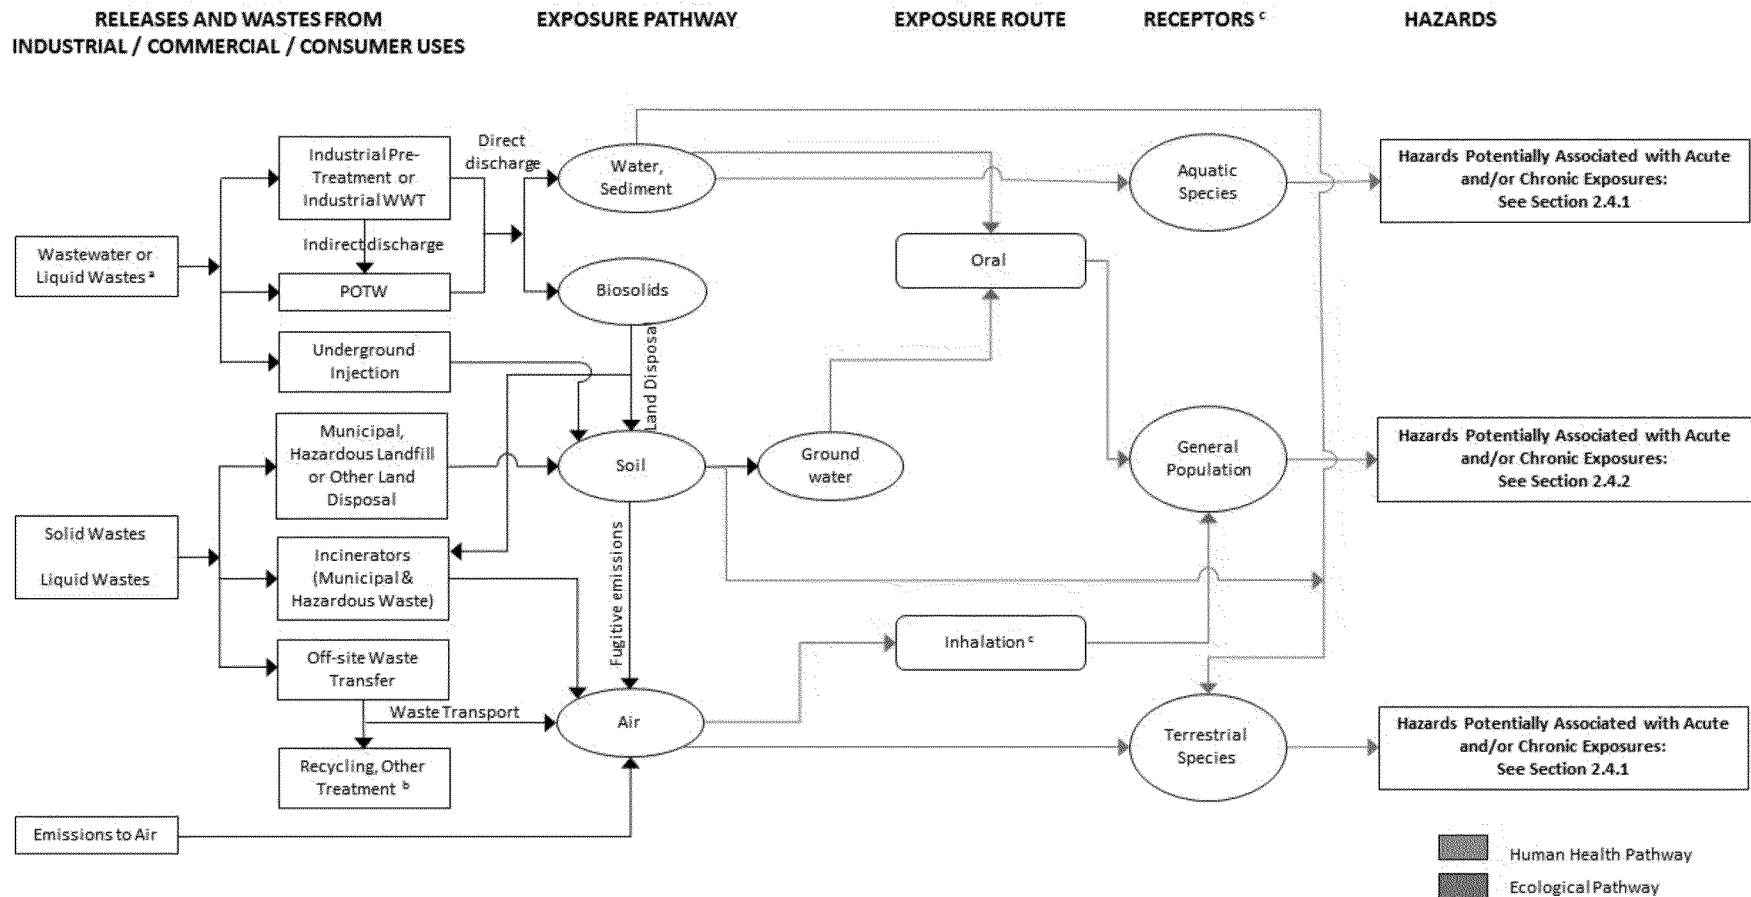 RELEASES AND WASTES FROM
INDUSTRIAL / COMMERCIAL / CONSUMER USES
EXPOSURE PATHWAY
EXPOSURE ROUTE
RECEPTORS c
HAZARDS
Wastewater or
Liquid Wastes a
Industrial Pre-
Treatment or
Industrial WWT
Direct
discharge
Indirect discharge
POTW
Underground
Injection
Solid Wastes
Liquid Wastes
Municipal,
Hazardous Landfill
or Other Land
Disposal
Incinerators
(Municipal &
Hazardous Waste)
Off-site Waste
Transfer
Waste Transport
Recycling, Other
Treatment b
Emissions to Air
Water,
Sediment
Biosolids
Land Disposal
Soil
Fugitive emissions
Air
Ground
water
Oral
Inhalation c
Aquatic
Species
General
Population
Terrestrial
Species
Hazards Potentially Associated with Acute
and/or Chronic Exposures:
See Section 2.4.1
Hazards Potentially Associated with Acute
and/or Chronic Exposures:
See Section 2.4.2
Hazards Potentially Associated with Acute
and/or Chronic Exposures:
See Section 2.4.1
Human Health Pathway
Ecological Pathway